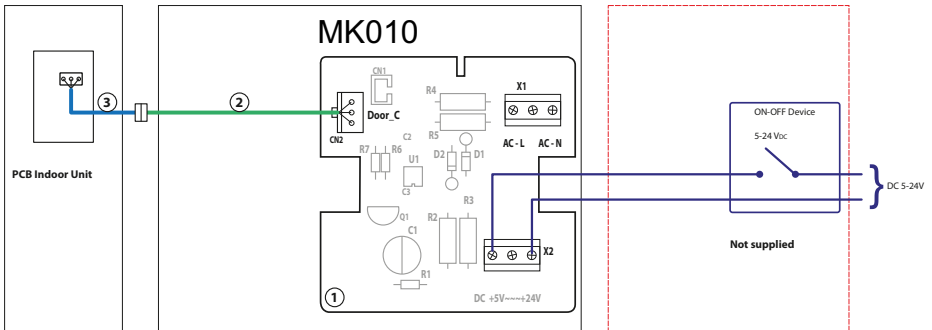 MK010
CN1
X1
R4
ON-OFF Device
3
2
Door_C
5-24 VDC
CN2
C2
R5
AC-L AC-N
R7 R6
U1
D2 D1
PCB Indoor Unit
DC 5-24V
C3
R3
Q1
R2
C1
X2
Not supplied
R1
1
DC +5V~~~+24V